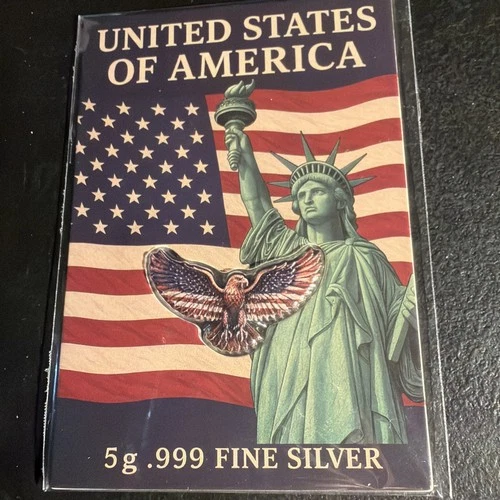 UNITED STATES
OF AMERICA
5g .999 FINE SILVER